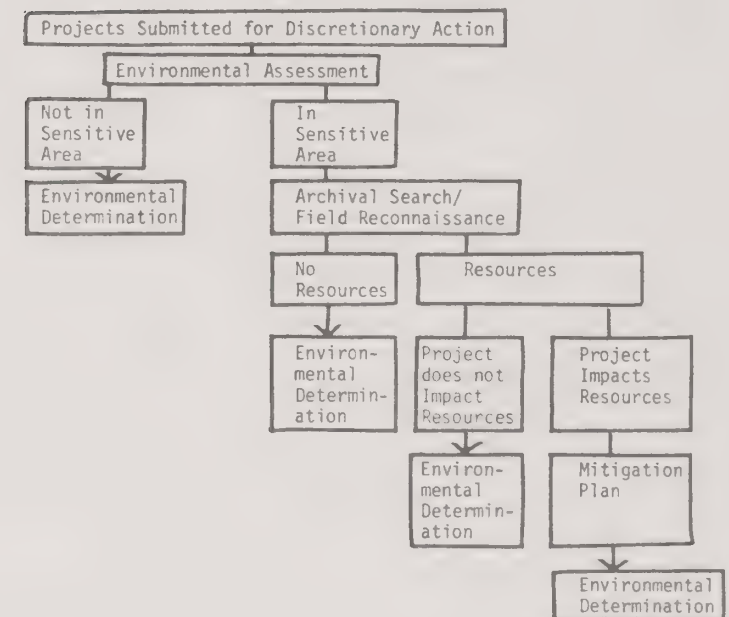 Projects Submitted for Discretionary Action
Environmental Assessment
Not in
Sensitive
Area
In
Sensitive
Area
Environmental
Determination
Archival Search/
Field Reconnaissance
No
Resources
Resources
Environ-
mental
Determin-
ation
Project
does not
Impact
Resources
Project
Impacts
Resources
Environ-
mental
Determin-
ation
Mitigation
Plan
Environmental
Determination